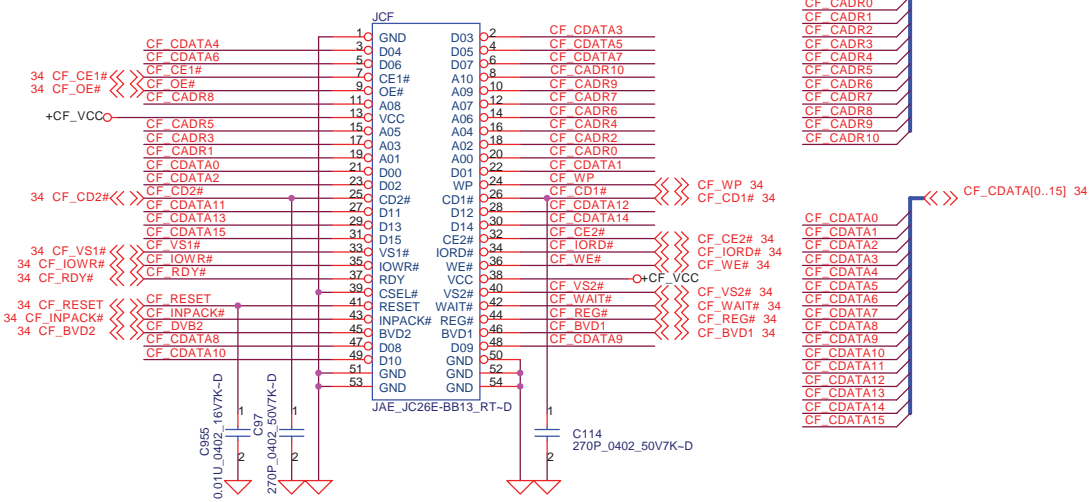 JCF
1 GND D03 2 CF_CDATA3
CF_CDATA4 3 D04 D05 4 CF_CDATA5
CF_CDATA6 5 D06 D07 6 CF_CDATA7
34 CF_CE1# CF_CE1# 7 CE1# A10 8 CF_CADR10
34 CF_OE# CF_OE# 9 OE# A09 10 CF_CADR9
CF_CADR8 11 A08 A07 12 CF_CADR7
+CF_VCC 13 VCC A06 14 CF_CADR6
CF_CADR5 15 A05 A04 16 CF_CADR4
CF_CADR3 17 A03 A02 18 CF_CADR2
CF_CADR1 19 A01 A00 20 CF_CADR0
CF_CDATA0 21 D00 D01 22 CF_CDATA1
CF_CDATA2 23 D02 WP 24 CF_WP CF_WP 34
34 CF_CD2# CF_CD2# 25 CD2# CD1# 26 CF_CD1# CF_CD1# 34
CF_CDATA11 27 D11 D12 28 CF_CDATA12
CF_CDATA13 29 D13 D14 30 CF_CDATA14
CF_CDATA15 31 D15 CE2# 32 CF_CE2# CF_CE2# 34
34 CF_VS1# CF_VS1# 33 VS1# IORD# 34 CF_IORD# CF_IORD# 34
34 CF_IOWR# CF_IOWR# 35 IOWR# WE# 36 CF_WE# CF_WE# 34
34 CF_RDY# CF_RDY# 37 RDY VCC 38 +CF_VCC
39 CSEL# VS2# 40 CF_VS2# CF_VS2# 34
34 CF_RESET CF_RESET 41 RESET WAIT# 42 CF_WAIT# CF_WAIT# 34
34 CF_INPACK# CF_INPACK# 43 INPACK# REG# 44 CF_REG# CF_REG# 34
34 CF_BVD2 CF_DVB2 45 BVD2 BVD1 46 CF_BVD1 CF_BVD1 34
CF_CDATA8 47 D08 D09 48 CF_CDATA9
CF_CDATA10 49 D10 GND 50
51 GND GND 52
53 GND GND 54
JAE_JC26E-BB13_RT~D
1
2
C955
0.01U_0402_16V7K~D
1
2
C97
270P_0402_50V7K~D
1
2
C114
270P_0402_50V7K~D
CF_CADR0
CF_CADR1
CF_CADR2
CF_CADR3
CF_CADR4
CF_CADR5
CF_CADR6
CF_CADR7
CF_CADR8
CF_CADR9
CF_CADR10
CF_CDATA[0..15] 34
CF_CDATA0
CF_CDATA1
CF_CDATA2
CF_CDATA3
CF_CDATA4
CF_CDATA5
CF_CDATA6
CF_CDATA7
CF_CDATA8
CF_CDATA9
CF_CDATA10
CF_CDATA11
CF_CDATA12
CF_CDATA13
CF_CDATA14
CF_CDATA15